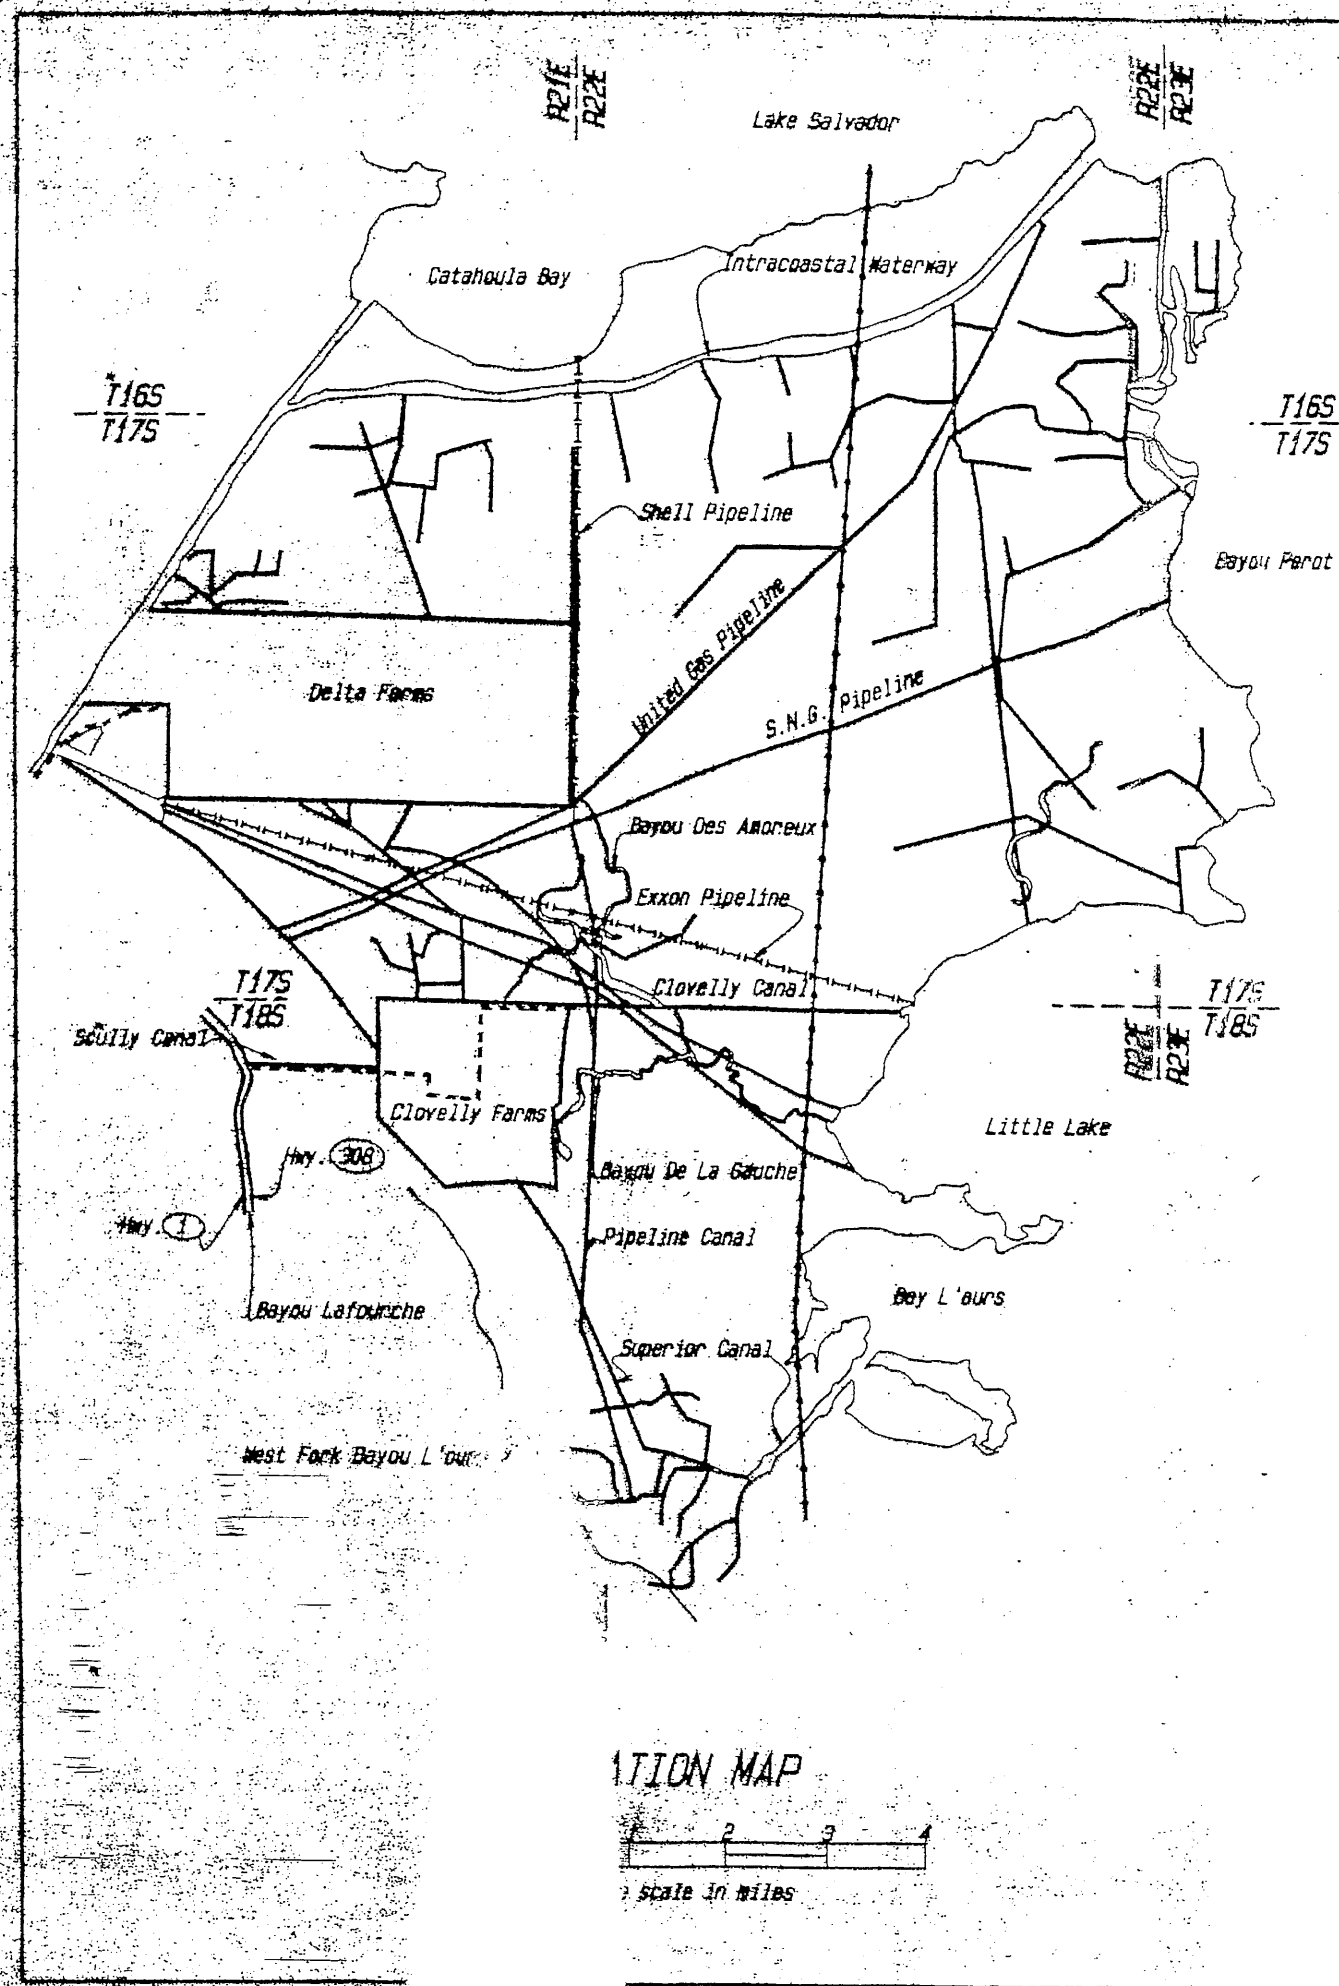 R21E
R22E
R22E
R23E
Lake Salvador
Catahoula Bay
Intracoastal Waterway
T16S
T17S
T16S
T17S
Shell Pipeline
Bayou Perot
United Gas Pipeline
Delta Farms
S.N.G. Pipeline
Bayou Des Amoreux
Exxon Pipeline
Clovelly Canal
T17S
T18S
T17S
T18S
Scully Canal
R22E
R23E
Clovelly Farms
Little Lake
Hwy. 308
Bayou De La Gauche
Hwy. 1
Pipeline Canal
Bayou Lafourche
Bay L'ours
Superior Canal
West Fork Bayou L'our
ATION MAP
1 2 3 4
scale in miles